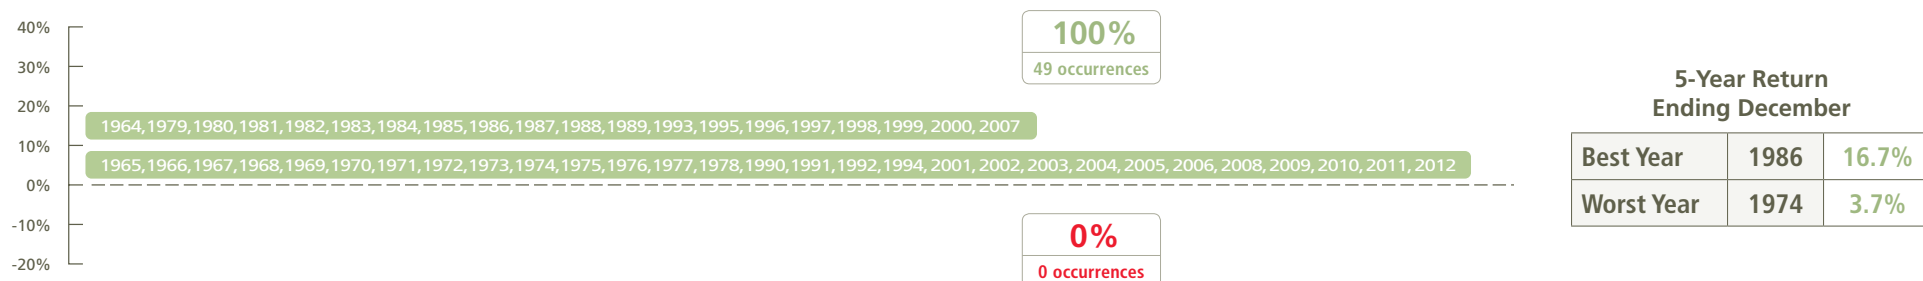 40%
30%
20%
10%
0%
-10%
-20%
1964, 1979, 1980, 1981, 1982, 1983, 1984, 1985, 1986, 1987, 1988, 1989, 1993, 1995, 1996, 1997, 1998, 1999, 2000, 2007
1965, 1966, 1967, 1968, 1969, 1970, 1971, 1972, 1973, 1974, 1975, 1976, 1977, 1978, 1990, 1991, 1992, 1994, 2001, 2002, 2003, 2004, 2005, 2006, 2008, 2009, 2010, 2011, 2012
100%
49 occurrences
0%
0 occurrences
5-Year Return
Ending December
Best Year 1986 16.7%
Worst Year 1974 3.7%